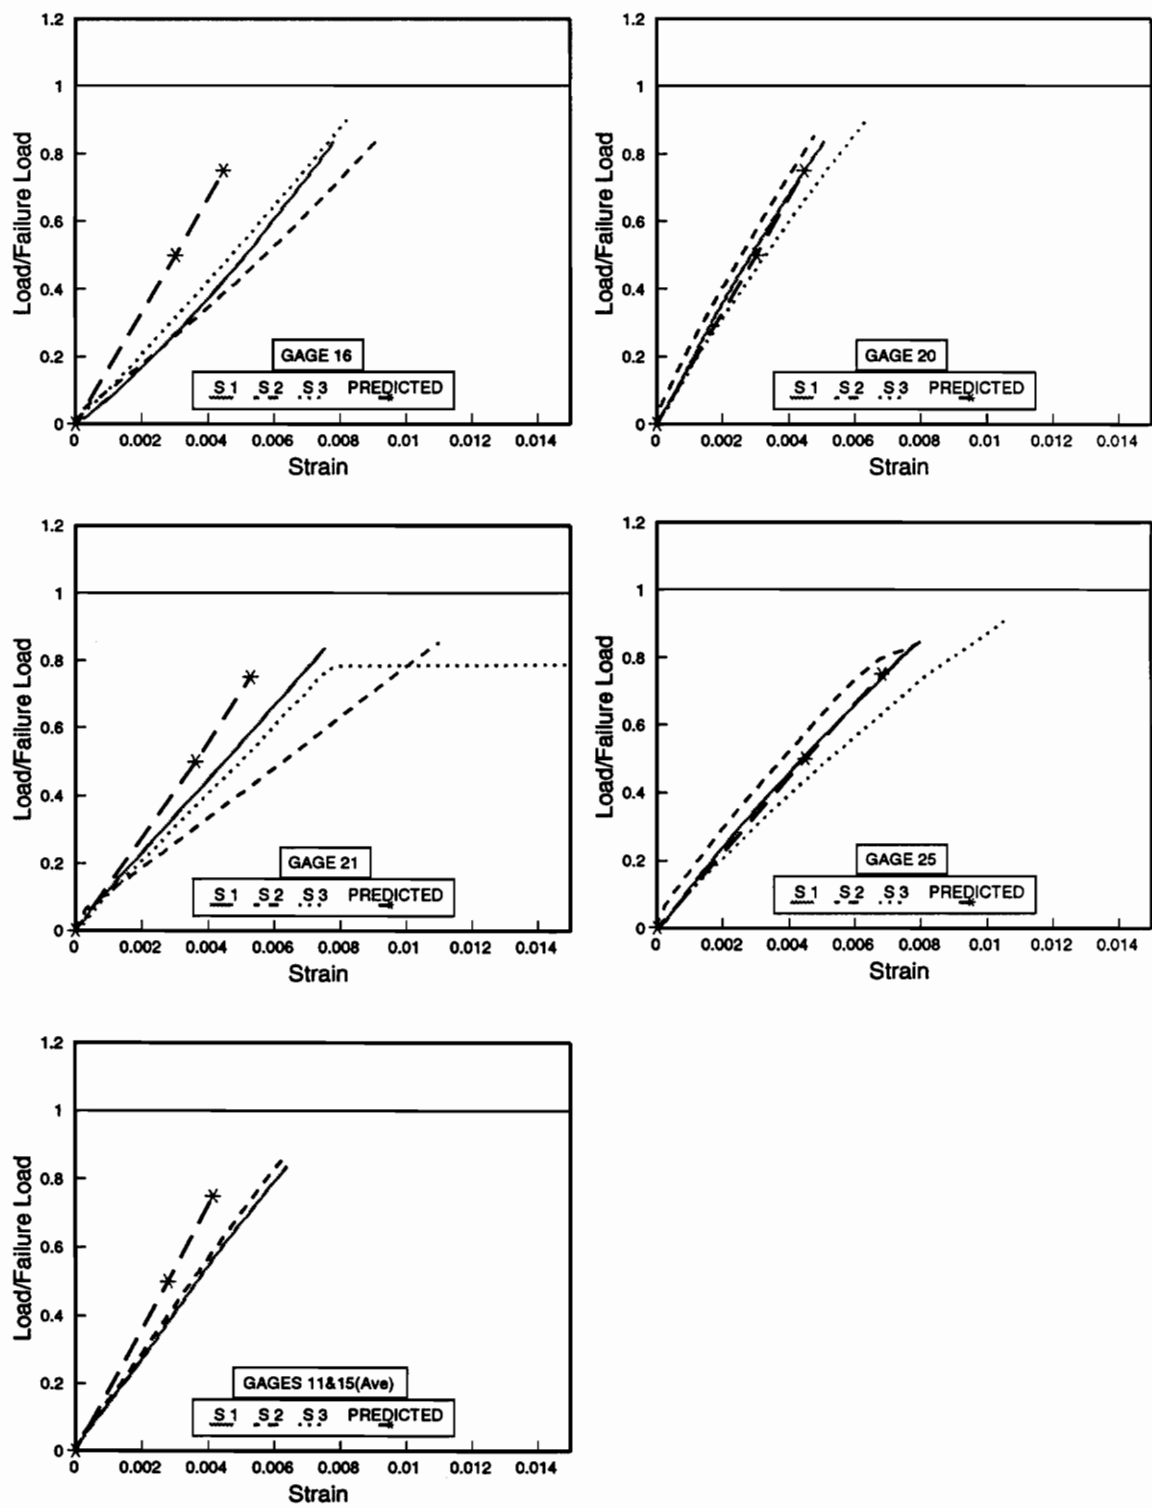 1.2
1
0.8
0.6
0.4
0.2
0
Load/Failure Load
GAGE 16
S 1 S 2 S 3 PREDICTED
0 0.002 0.004 0.006 0.008 0.01 0.012 0.014
Strain
1.2
1
0.8
0.6
0.4
0.2
0
Load/Failure Load
GAGE 20
S 1 S 2 S 3 PREDICTED
0 0.002 0.004 0.006 0.008 0.01 0.012 0.014
Strain
1.2
1
0.8
0.6
0.4
0.2
0
Load/Failure Load
GAGE 21
S 1 S 2 S 3 PREDICTED
0 0.002 0.004 0.006 0.008 0.01 0.012 0.014
Strain
1.2
1
0.8
0.6
0.4
0.2
0
Load/Failure Load
GAGE 25
S 1 S 2 S 3 PREDICTED
0 0.002 0.004 0.006 0.008 0.01 0.012 0.014
Strain
1.2
1
0.8
0.6
0.4
0.2
0
Load/Failure Load
GAGES 11&15(Ave)
S 1 S 2 S 3 PREDICTED
0 0.002 0.004 0.006 0.008 0.01 0.012 0.014
Strain